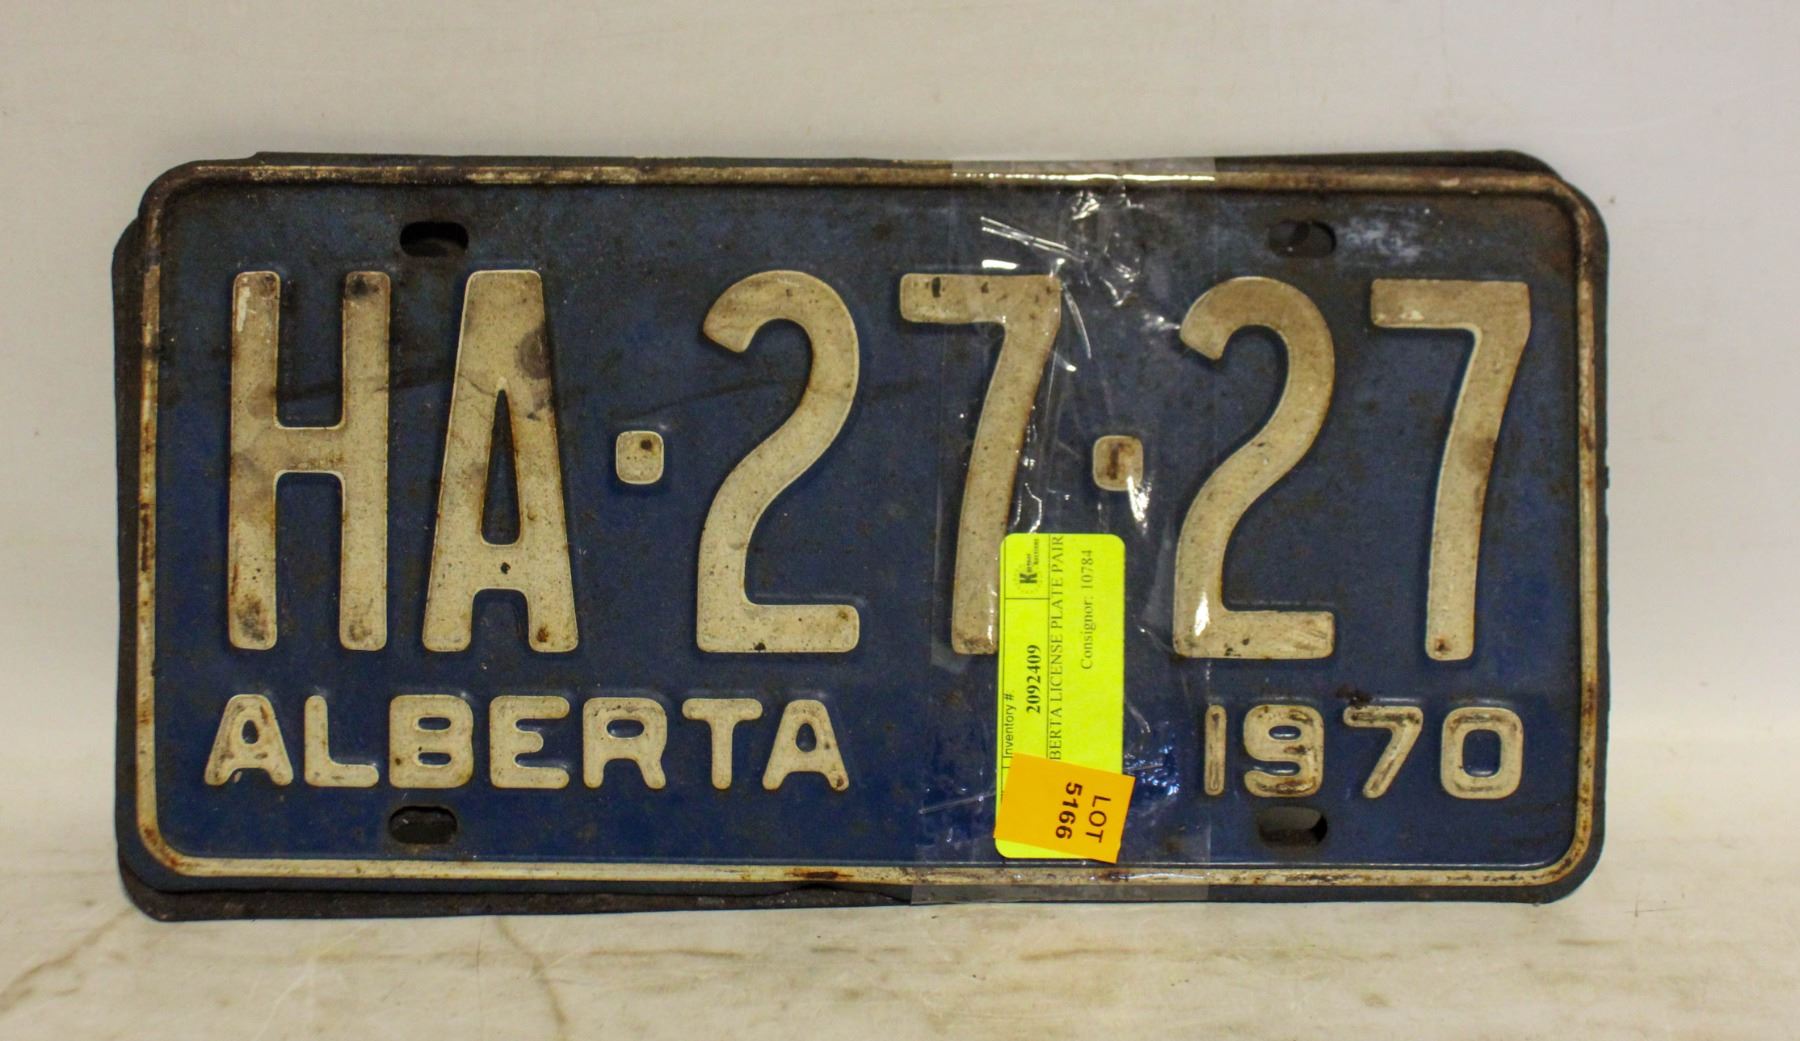 HA·27·27
ALBERTA 1970
Inventory #
2092409
BERTA LICENSE PLATE PAIR
Consignor: 10784
LOT
5166